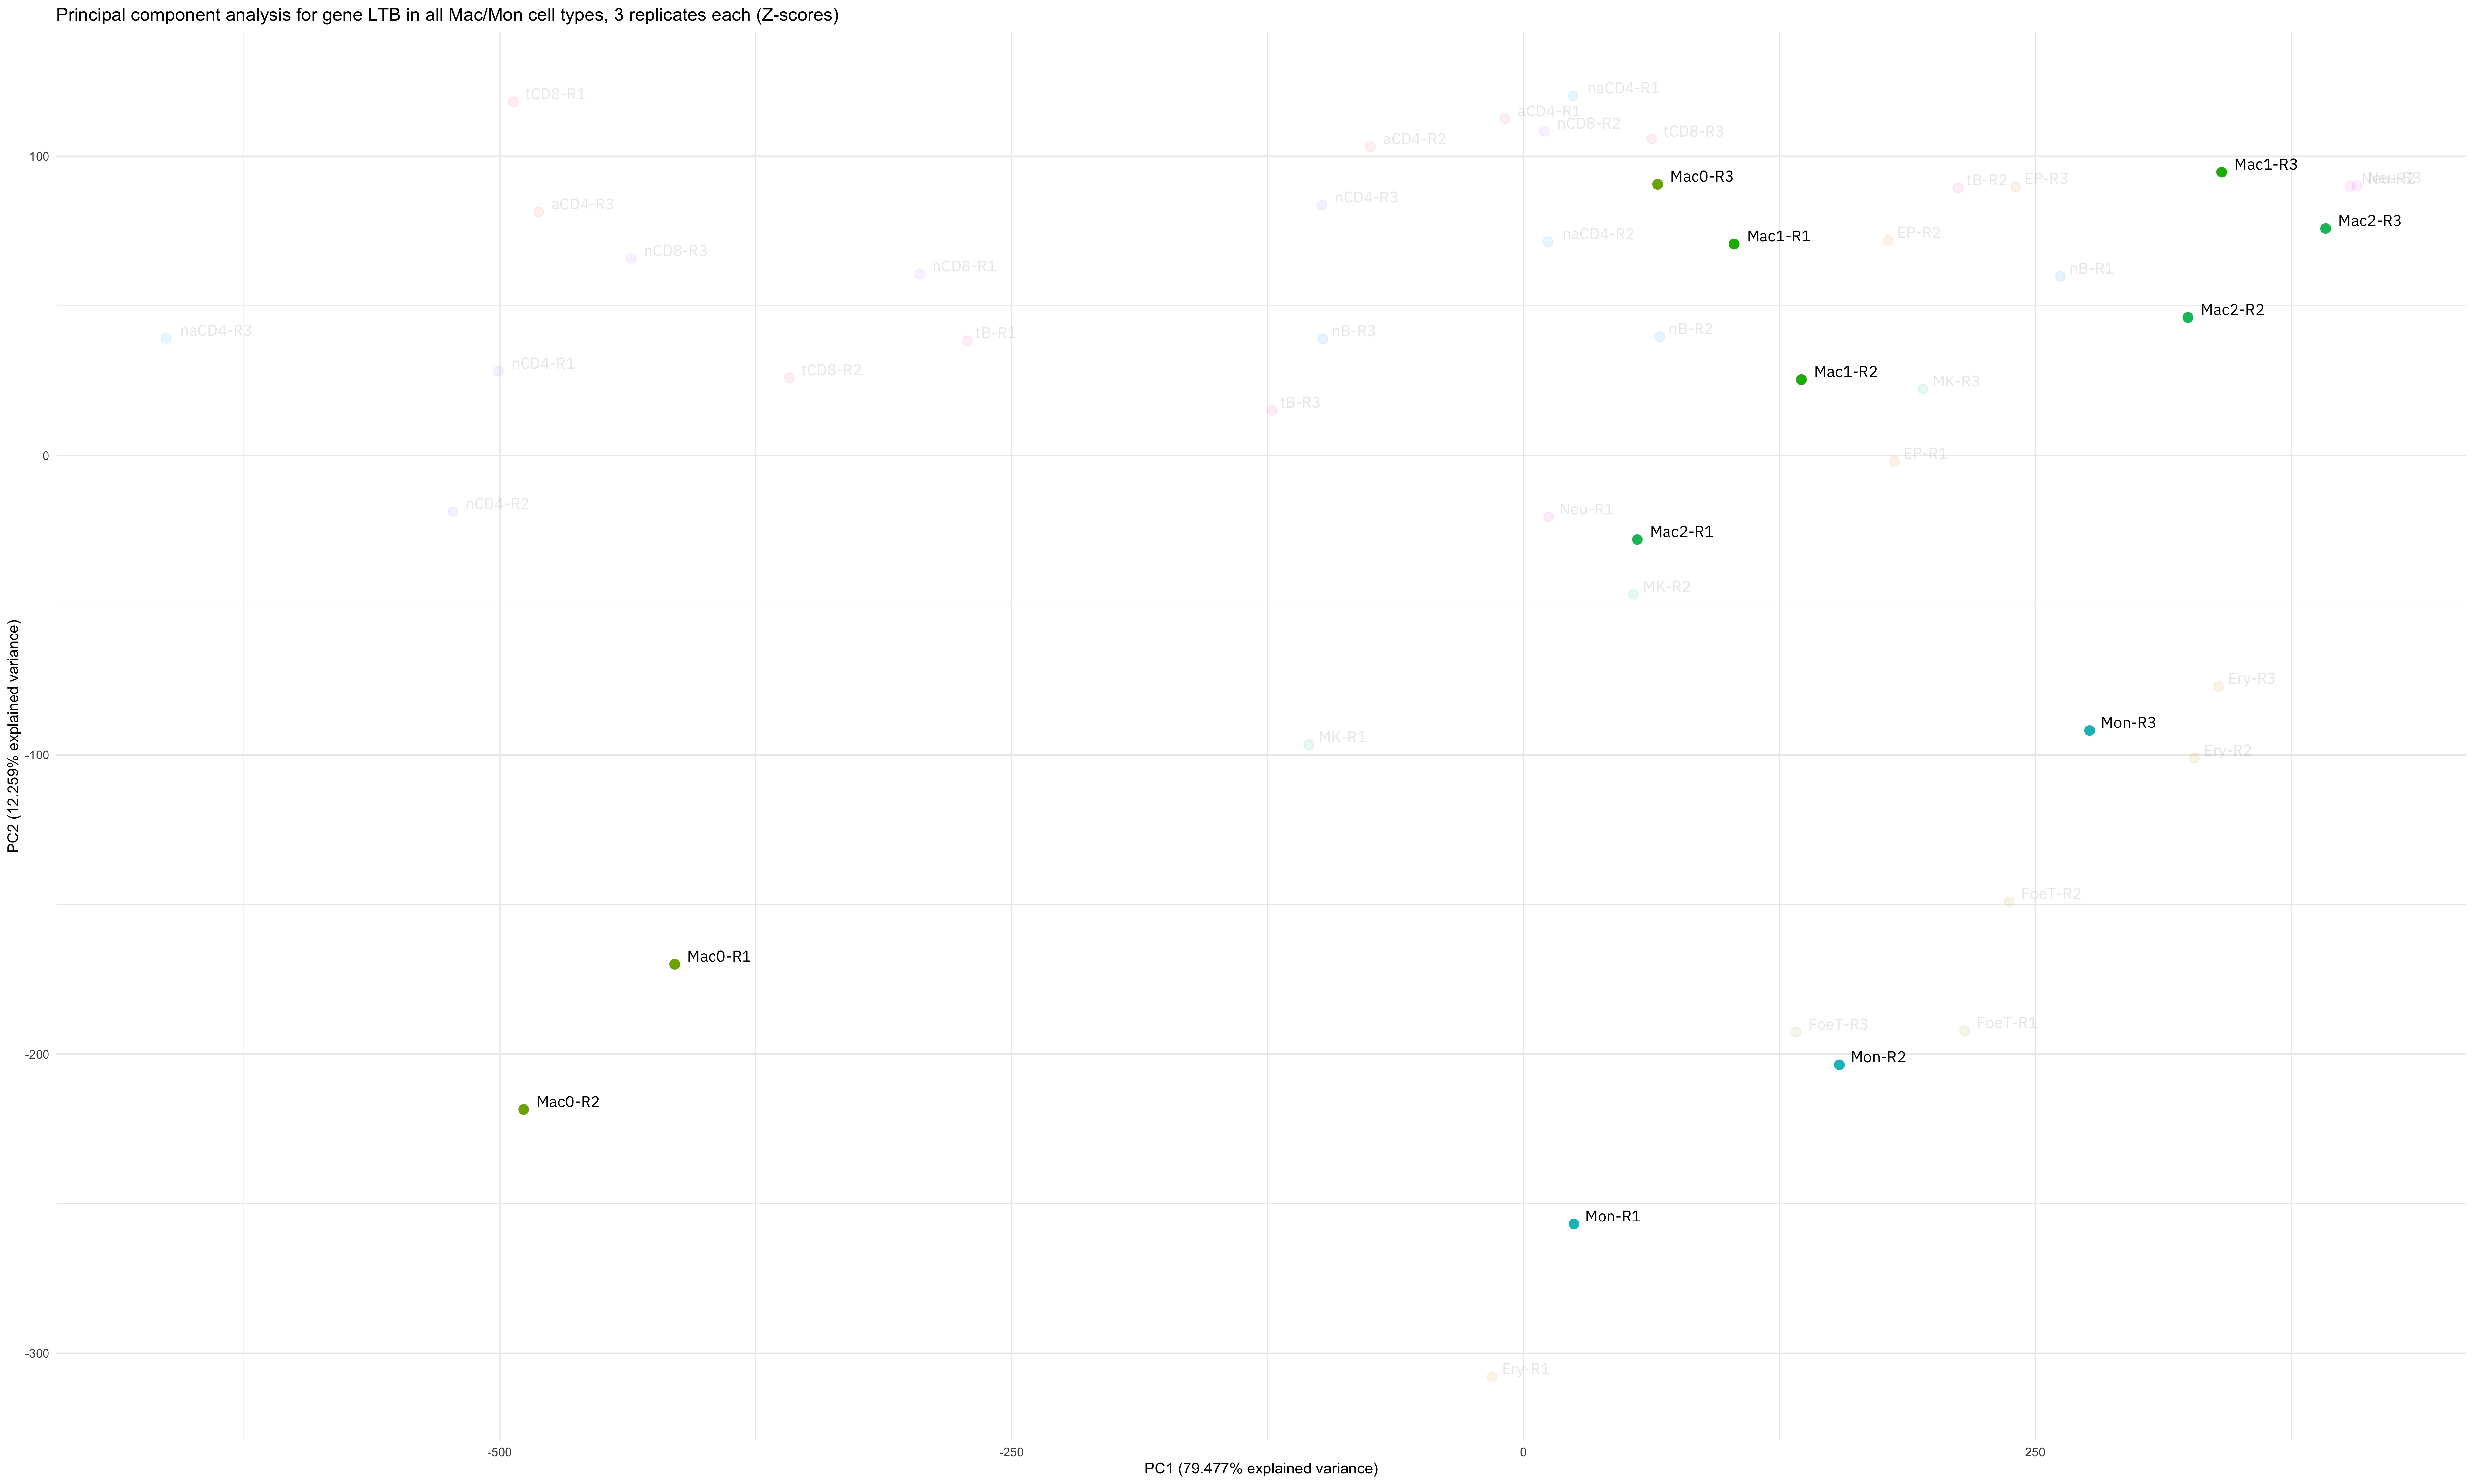 Principal component analysis for gene LTB in all Mac/Mon cell types, 3 replicates each (Z-scores)
tCD8-R1
naCD4-R1
aCD4-R1
nCD8-R2
tCD8-R3
aCD4-R2
100
Mac0-R3
Mac1-R3
tB-R2
EP-R3
Neu-R2
Neu-R3
nCD4-R3
aCD4-R3
Mac2-R3
naCD4-R2
Mac1-R1
EP-R2
nCD8-R3
nCD8-R1
nB-R1
Mac2-R2
naCD4-R3
tB-R1
nB-R3
nB-R2
nCD4-R1
tCD8-R2
Mac1-R2
MK-R3
tB-R3
0
EP-R1
nCD4-R2
Neu-R1
Mac2-R1
MK-R2
Ery-R3
Mon-R3
MK-R1
-100
Ery-R2
PC2 (12.259% explained variance)
FoeT-R2
Mac0-R1
FoeT-R3
FoeT-R1
-200
Mon-R2
Mac0-R2
Mon-R1
-300
Ery-R1
-500
-250
0
250
PC1 (79.477% explained variance)